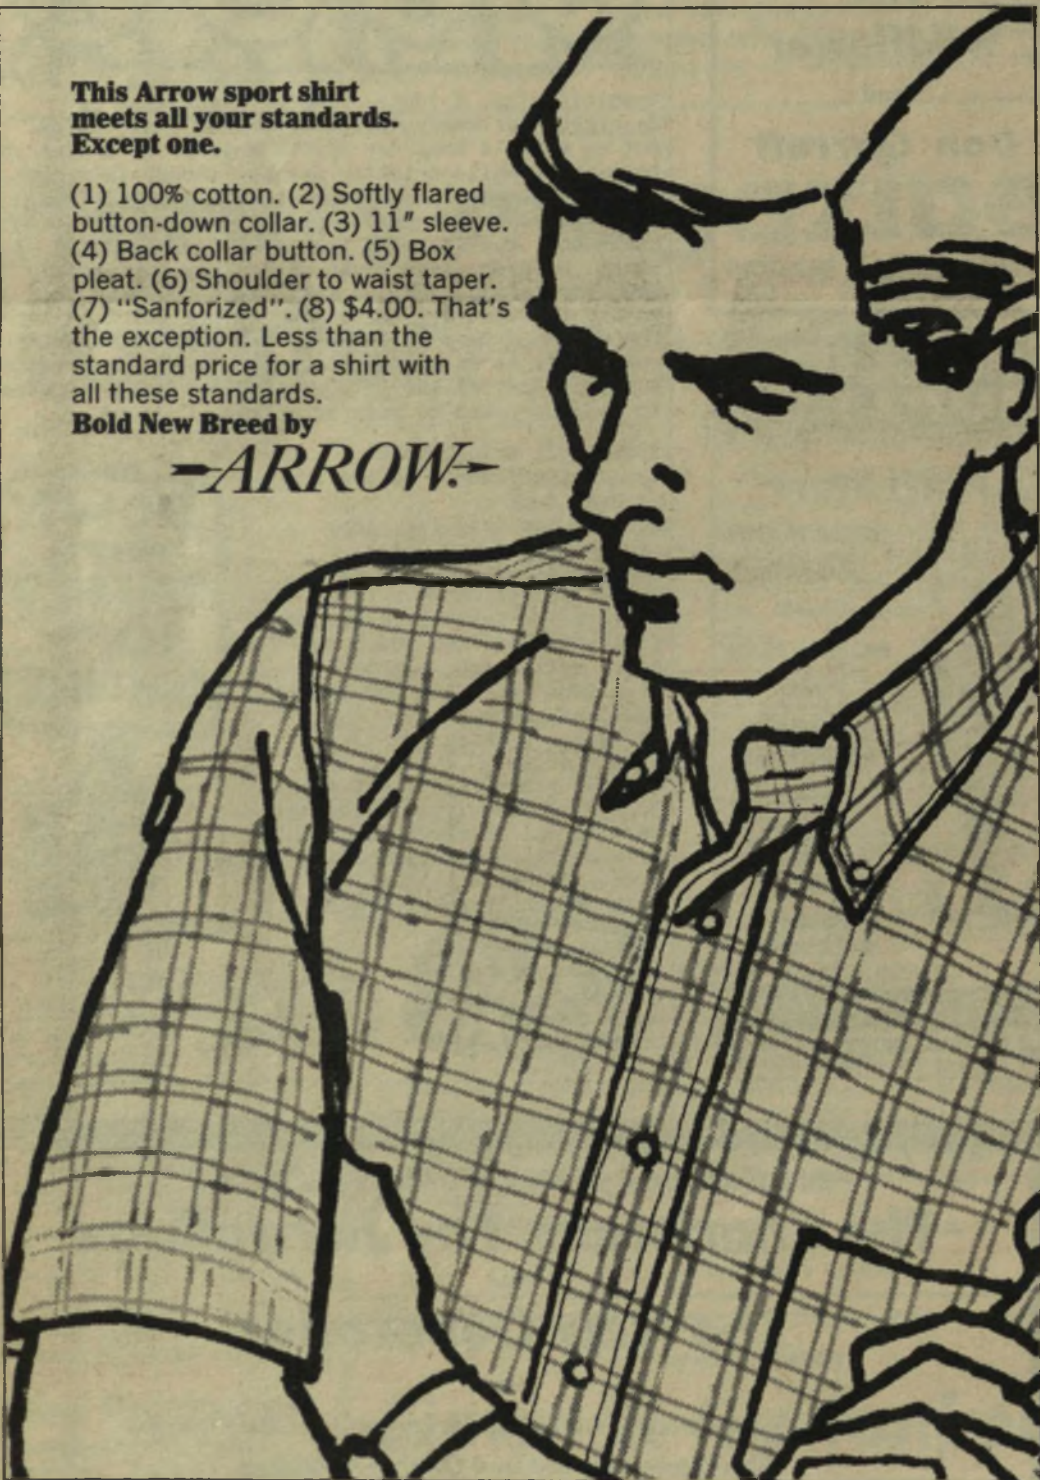 This Arrow sport shirt
meets all your standards.
Except one.
(1) 100% cotton. (2) Softly flared
button-down collar. (3) 11" sleeve.
(4) Back collar button. (5) Box
pleat. (6) Shoulder to waist taper.
(7) "Sanforized". (8) $4.00. That's
the exception. Less than the
standard price for a shirt with
all these standards.
Bold New Breed by
ARROW.